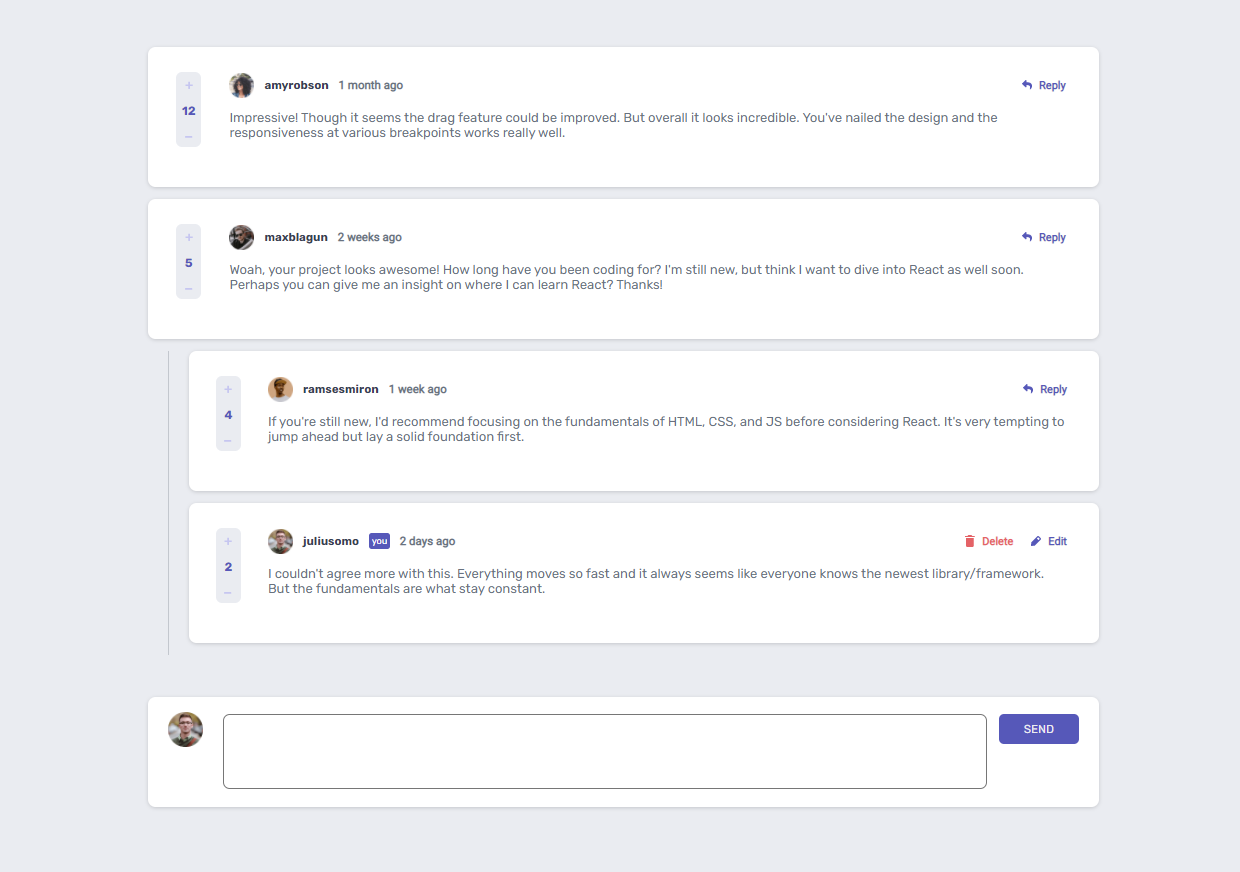 +
12
–
amyrobson 1 month ago
Reply
Impressive! Though it seems the drag feature could be improved. But overall it looks incredible. You've nailed the design and the
responsiveness at various breakpoints works really well.
+
5
–
maxblagun 2 weeks ago
Reply
Woah, your project looks awesome! How long have you been coding for? I'm still new, but think I want to dive into React as well soon.
Perhaps you can give me an insight on where I can learn React? Thanks!
+
4
–
ramsesmiron 1 week ago
Reply
If you're still new, I'd recommend focusing on the fundamentals of HTML, CSS, and JS before considering React. It's very tempting to
jump ahead but lay a solid foundation first.
+
2
–
juliusomo you 2 days ago
Delete Edit
I couldn't agree more with this. Everything moves so fast and it always seems like everyone knows the newest library/framework.
But the fundamentals are what stay constant.
SEND